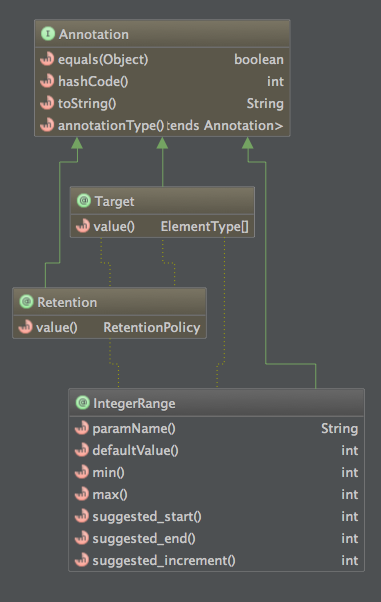 Annotation
equals(Object) boolean
hashCode() int
toString() String
annotationType() tends Annotation>
Target
value() ElementType[]
Retention
value() RetentionPolicy
IntegerRange
paramName() String
defaultValue() int
min() int
max() int
suggested_start() int
suggested_end() int
suggested_increment() int